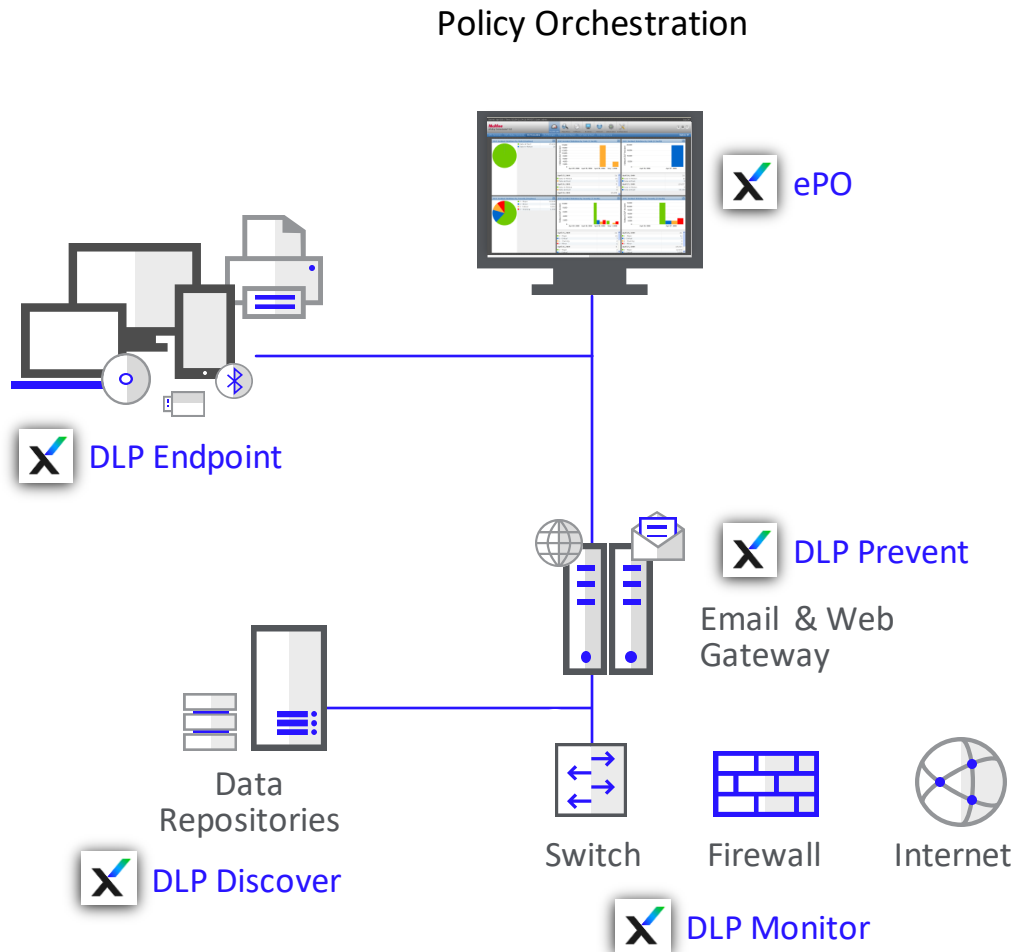 Policy Orchestration
McAfee
ePO
DLP Endpoint
DLP Prevent
Email & Web
Gateway
Data
Repositories
DLP Discover
Switch
Firewall
Internet
DLP Monitor